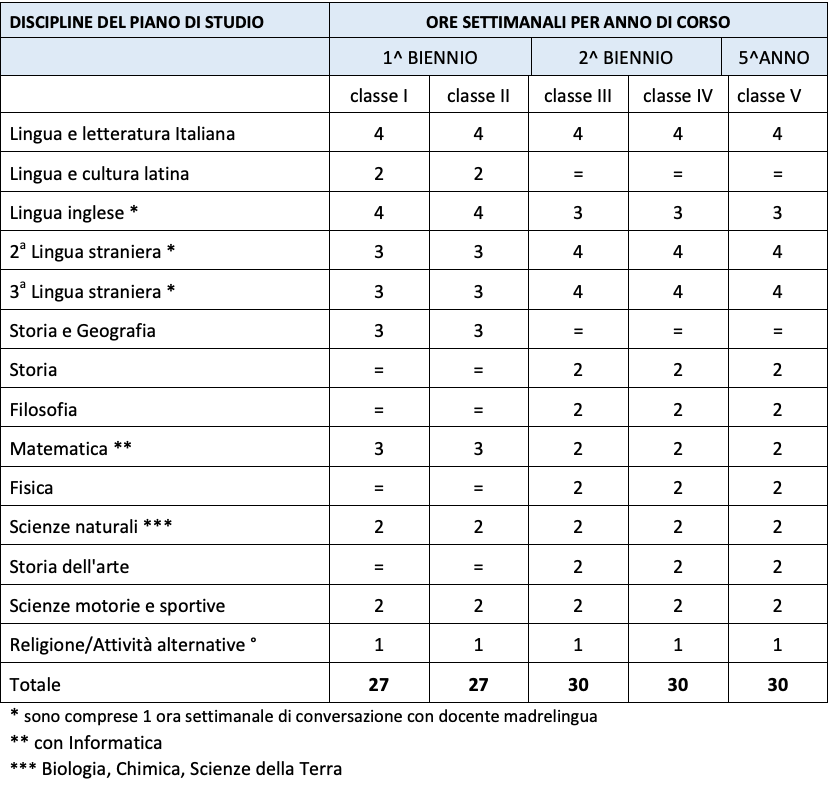 DISCIPLINE DEL PIANO DI STUDIO ORE SETTIMANALI PER ANNO DI CORSO
1^ BIENNIO 2^ BIENNIO 5^ANNO
classe I classe II classe III classe IV classe V
Lingua e letteratura Italiana 4 4 4 4 4
Lingua e cultura latina 2 2 = = =
Lingua inglese * 4 4 3 3 3
2ª Lingua straniera * 3 3 4 4 4
3ª Lingua straniera * 3 3 4 4 4
Storia e Geografia 3 3 = = =
Storia = = 2 2 2
Filosofia = = 2 2 2
Matematica ** 3 3 2 2 2
Fisica = = 2 2 2
Scienze naturali *** 2 2 2 2 2
Storia dell'arte = = 2 2 2
Scienze motorie e sportive 2 2 2 2 2
Religione/Attività alternative ° 1 1 1 1 1
Totale 27 27 30 30 30
* sono comprese 1 ora settimanale di conversazione con docente madrelingua
** con Informatica
*** Biologia, Chimica, Scienze della Terra